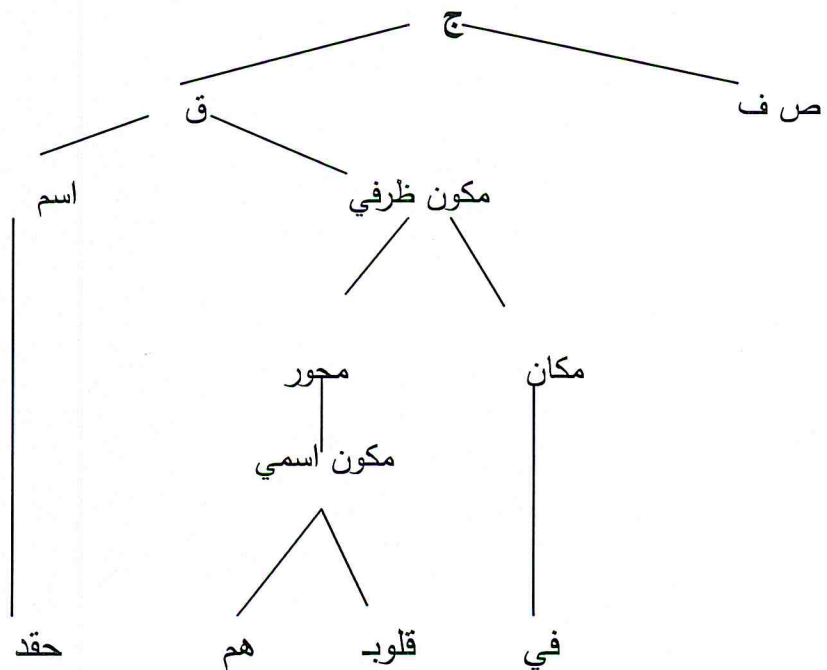 ج
ق ص ف
مكون ظرفي اسم
مكان محور
مكون اسمي
في قلوبـ هم حقد